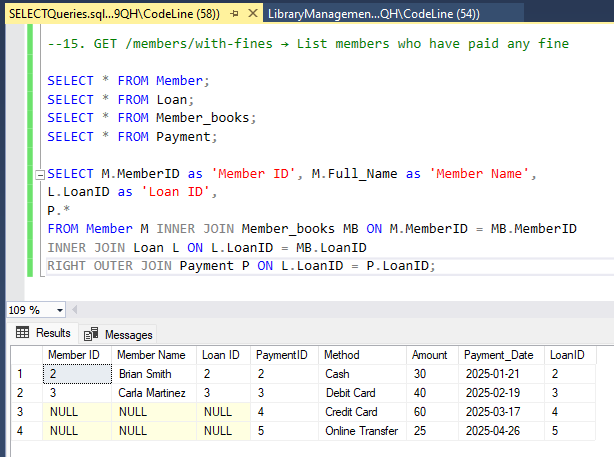 SELECTQueries.sql...9QH\CodeLine (58))
LibraryManagemen...QH\CodeLine (54))
--15. GET /members/with-fines → List members who have paid any fine
SELECT * FROM Member;
SELECT * FROM Loan;
SELECT * FROM Member_books;
SELECT * FROM Payment;
SELECT M.MemberID as 'Member ID', M.Full_Name as 'Member Name',
L.LoanID as 'Loan ID',
P.*
FROM Member M INNER JOIN Member_books MB ON M.MemberID = MB.MemberID
INNER JOIN Loan L ON L.LoanID = MB.LoanID
RIGHT OUTER JOIN Payment P ON L.LoanID = P.LoanID;
109 %
Results Messages
Member ID Member Name Loan ID PaymentID Method Amount Payment_Date LoanID
1 2 Brian Smith 2 2 Cash 30 2025-01-21 2
2 3 Carla Martinez 3 3 Debit Card 40 2025-02-19 3
3 NULL NULL NULL 4 Credit Card 60 2025-03-17 4
4 NULL NULL NULL 5 Online Transfer 25 2025-04-26 5